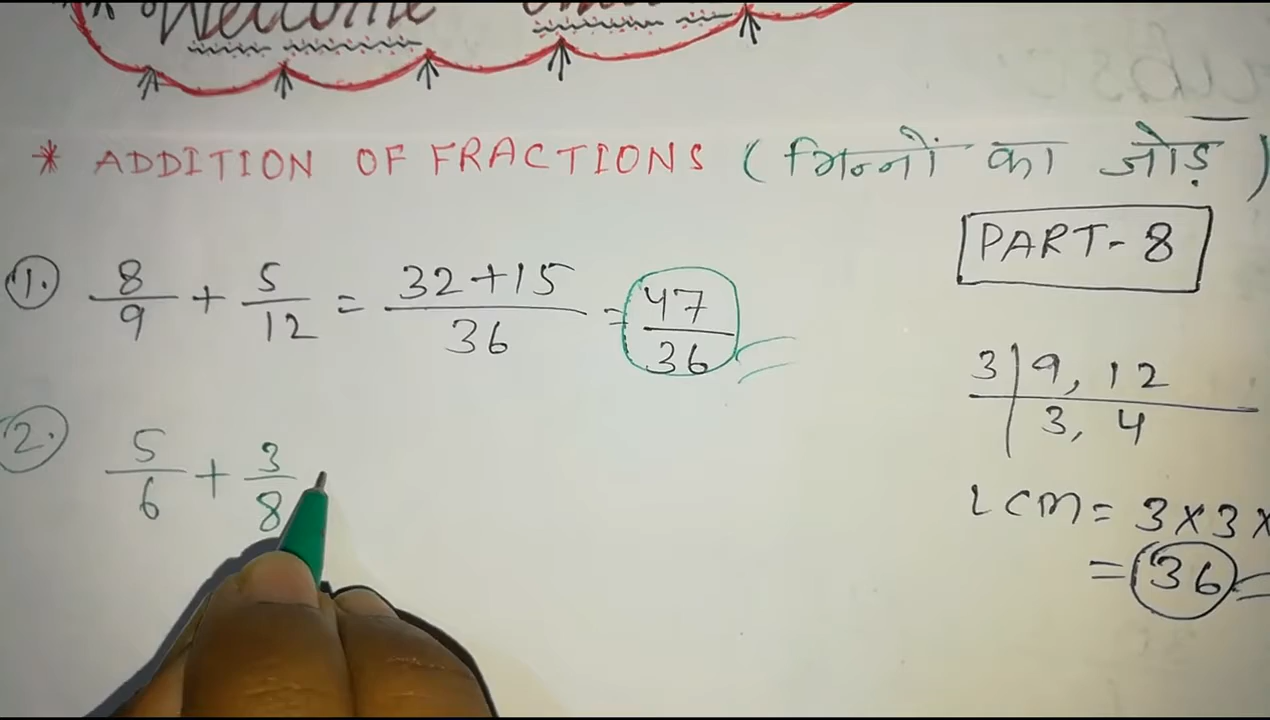 Welcome
* ADDITION OF FRACTIONS (भिन्नों का जोड़)
PART-8
1. 8/9 + 5/12 = 32+15/36 = 47/36
3 | 9, 12
3, 4
2. 5/6 + 3/8
LCM = 3×3×
= 36